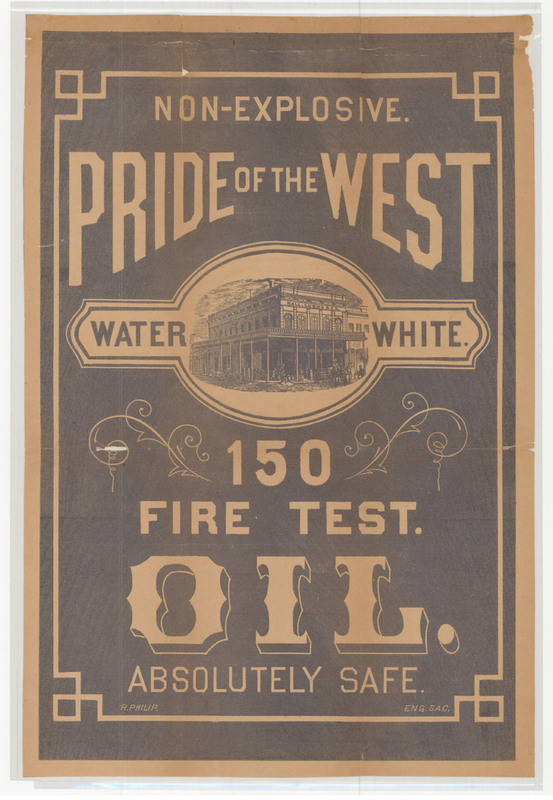 NON-EXPLOSIVE.
PRIDE OF THE WEST
WATER WHITE.
150
FIRE TEST.
OIL.
ABSOLUTELY SAFE.
R.PHILIP. ENG. SAC.